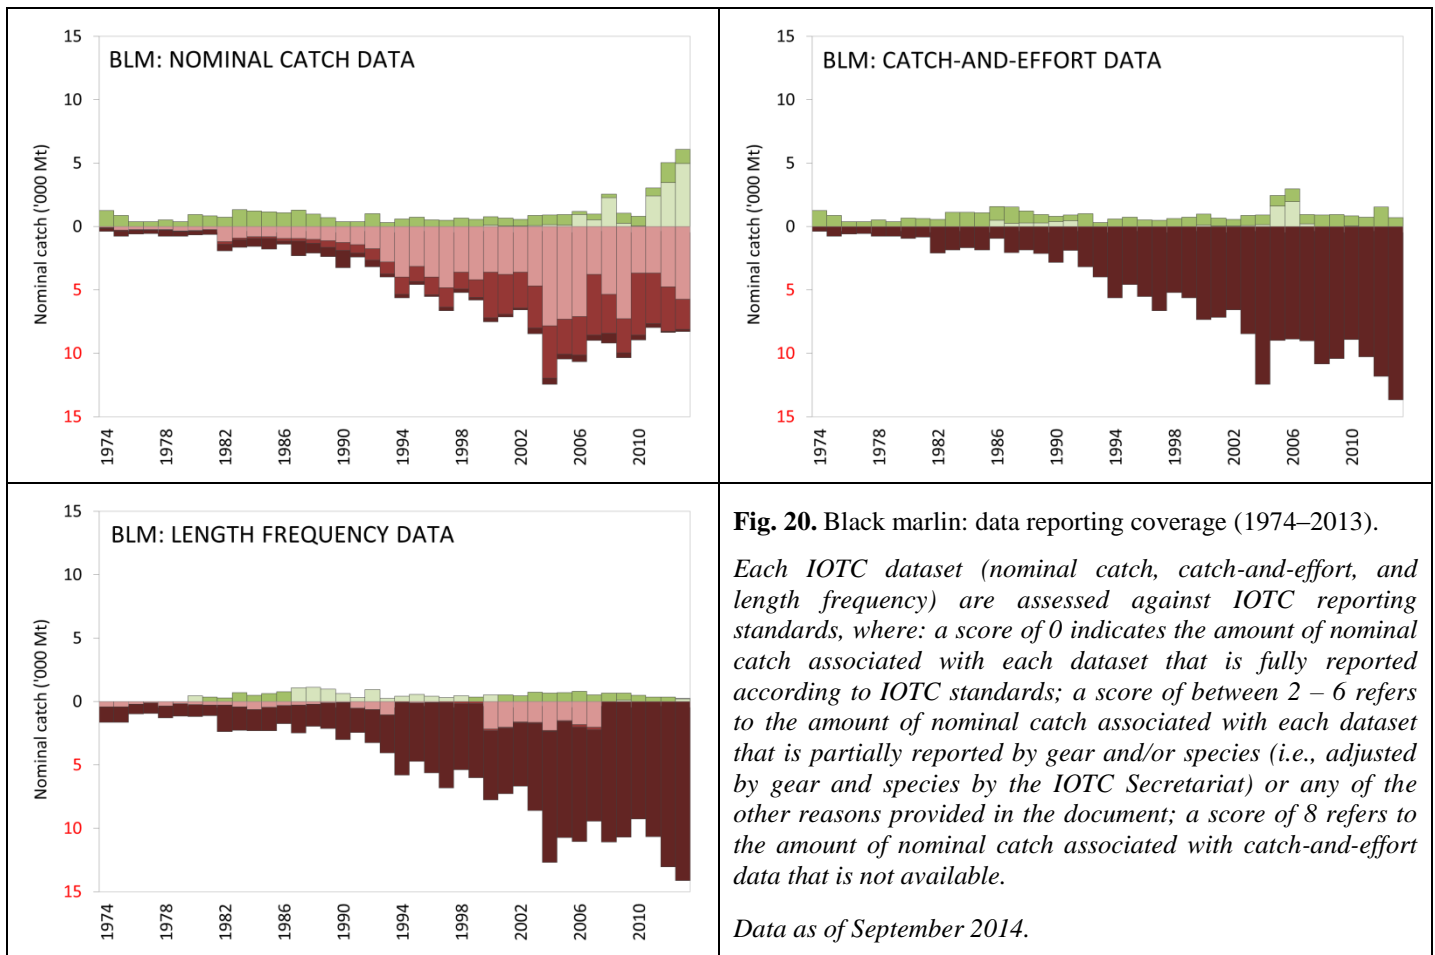 BLM: NOMINAL CATCH DATA
Nominal catch ('000 Mt)
15
10
5
0
5
10
15
1974
1978
1982
1986
1990
1994
1998
2002
2006
2010
BLM: CATCH-AND-EFFORT DATA
Nominal catch ('000 Mt)
15
10
5
0
5
10
15
1974
1978
1982
1986
1990
1994
1998
2002
2006
2010
BLM: LENGTH FREQUENCY DATA
Nominal catch ('000 Mt)
15
10
5
0
5
10
15
1974
1978
1982
1986
1990
1994
1998
2002
2006
2010
Fig. 20. Black marlin: data reporting coverage (1974–2013).
Each IOTC dataset (nominal catch, catch-and-effort, and
length frequency) are assessed against IOTC reporting
standards, where: a score of 0 indicates the amount of nominal
catch associated with each dataset that is fully reported
according to IOTC standards; a score of between 2 – 6 refers
to the amount of nominal catch associated with each dataset
that is partially reported by gear and/or species (i.e., adjusted
by gear and species by the IOTC Secretariat) or any of the
other reasons provided in the document; a score of 8 refers to
the amount of nominal catch associated with catch-and-effort
data that is not available.
Data as of September 2014.